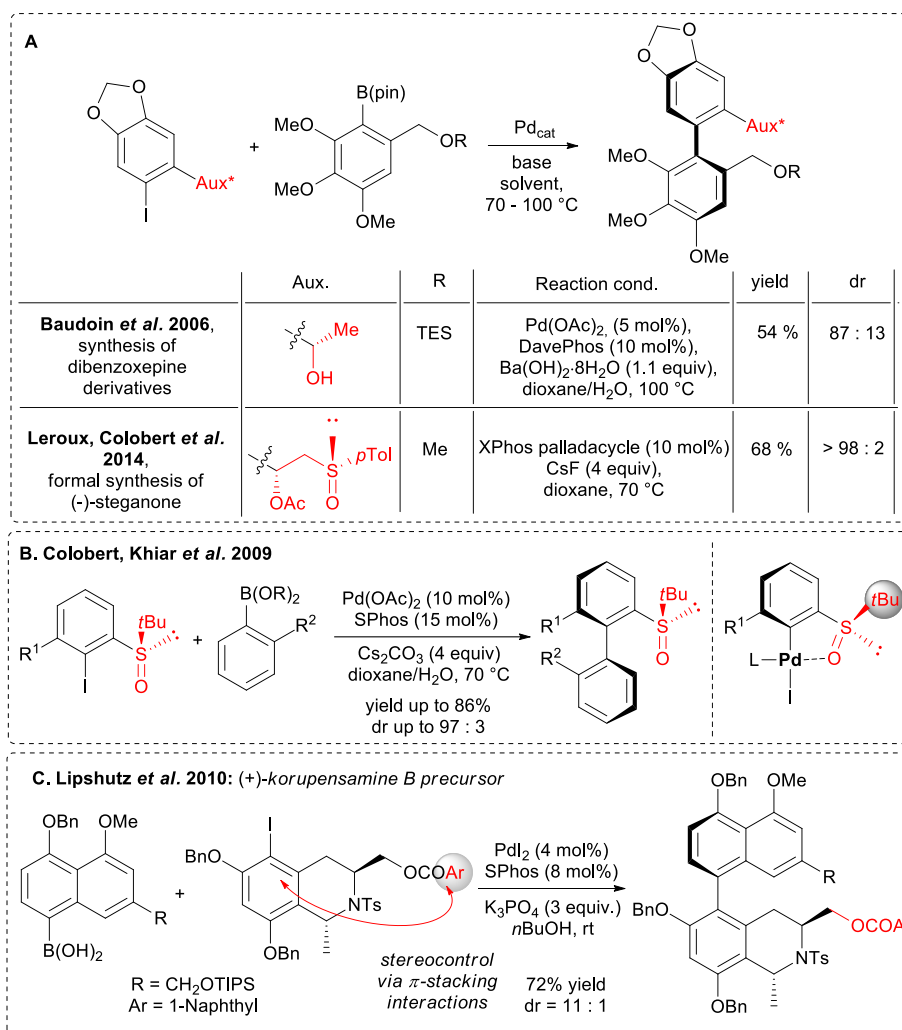 A
O
O
Aux*
I
+
B(pin)
MeO
OR
MeO
OMe
Pd_cat
base
solvent,
70 - 100 °C
O
O
Aux*
MeO
OR
MeO
OMe
Aux.
R
Reaction cond.
yield
dr
Baudoin et al. 2006,
synthesis of
dibenzoxepine
derivatives
Me
OH
TES
Pd(OAc)2, (5 mol%),
DavePhos (10 mol%),
Ba(OH)2·8H2O (1.1 equiv),
dioxane/H2O, 100 °C
54 %
87 : 13
Leroux, Colobert et al.
2014,
formal synthesis of
(-)-steganone
S
pTol
OAc
O
Me
XPhos palladacycle (10 mol%)
CsF (4 equiv),
dioxane, 70 °C
68 %
> 98 : 2
B. Colobert, Khiar et al. 2009
R1
I
tBu
S
O
+
B(OR)2
R2
Pd(OAc)2 (10 mol%)
SPhos (15 mol%)
Cs2CO3 (4 equiv)
dioxane/H2O, 70 °C
yield up to 86%
dr up to 97 : 3
R1
tBu
S
O
R2
R1
tBu
S
O
L
Pd
I
C. Lipshutz et al. 2010: (+)-korupensamine B precursor
OBn
OMe
R
B(OH)2
+
I
BnO
OCOAr
NTs
OBn
R = CH2OTIPS
Ar = 1-Naphthyl
stereocontrol
via π-stacking
interactions
PdI2 (4 mol%)
SPhos (8 mol%)
K3PO4 (3 equiv.)
nBuOH, rt
72% yield
dr = 11 : 1
OBn
OMe
R
BnO
OCOA
NTs
OBn